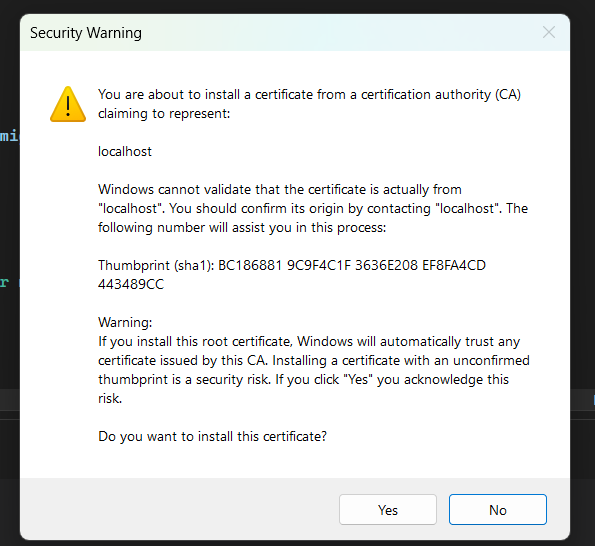 Security Warning
You are about to install a certificate from a certification authority (CA)
claiming to represent:
localhost
Windows cannot validate that the certificate is actually from
"localhost". You should confirm its origin by contacting "localhost". The
following number will assist you in this process:
Thumbprint (sha1): BC186881 9C9F4C1F 3636E208 EF8FA4CD
443489CC
Warning:
If you install this root certificate, Windows will automatically trust any
certificate issued by this CA. Installing a certificate with an unconfirmed
thumbprint is a security risk. If you click "Yes" you acknowledge this
risk.
Do you want to install this certificate?
Yes
No